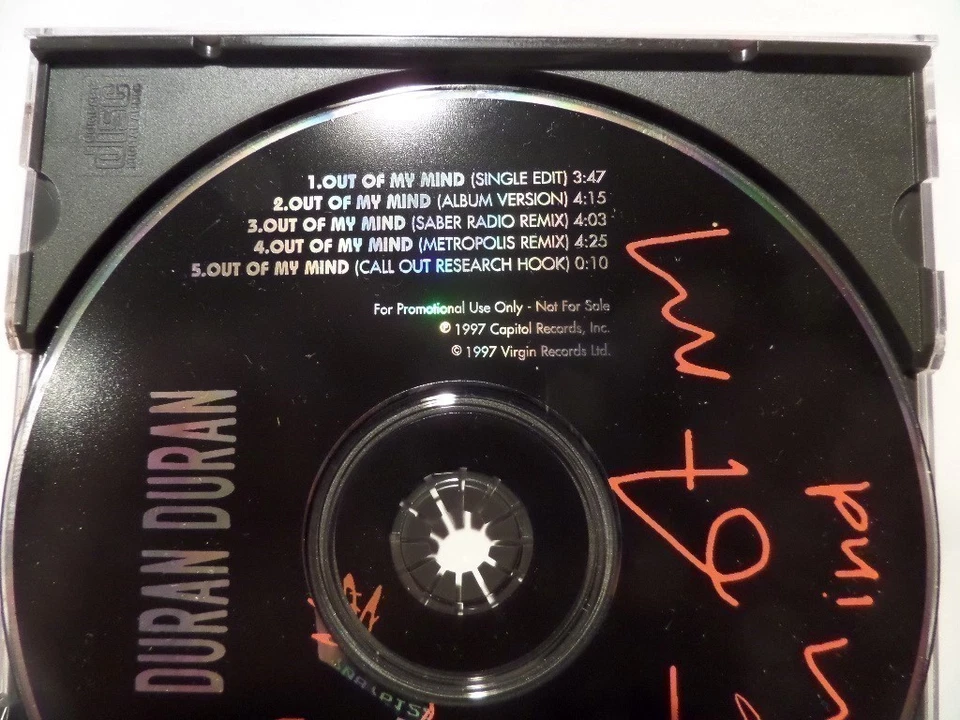 1.OUT OF MY MIND (SINGLE EDIT) 3:47
2.OUT OF MY MIND (ALBUM VERSION) 4:15
3.OUT OF MY MIND (SABER RADIO REMIX) 4:03
4.OUT OF MY MIND (METROPOLIS REMIX) 4:25
5.OUT OF MY MIND (CALL OUT RESEARCH HOOK) 0:10
For Promotional Use Only - Not For Sale
℗ 1997 Capitol Records, Inc.
© 1997 Virgin Records Ltd.
DURAN DURAN
my
mind
disc